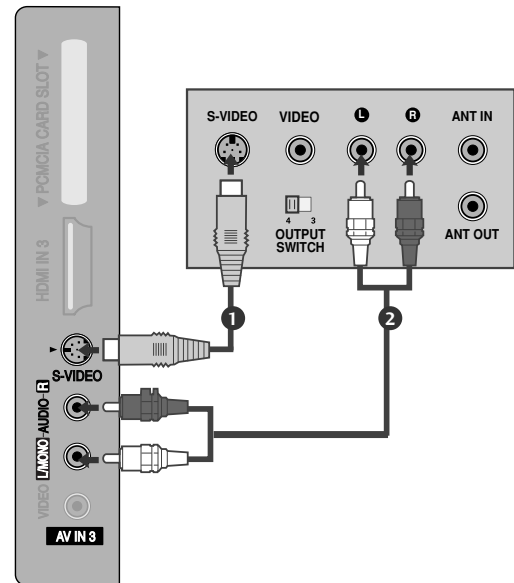 ▼ PCMCIA CARD SLOT ▼
HDMI IN 3
S-VIDEO
L/MONO AUDIO R
VIDEO
AV IN 3
S-VIDEO VIDEO L R ANT IN
4 3
OUTPUT
SWITCH
ANT OUT
1
2